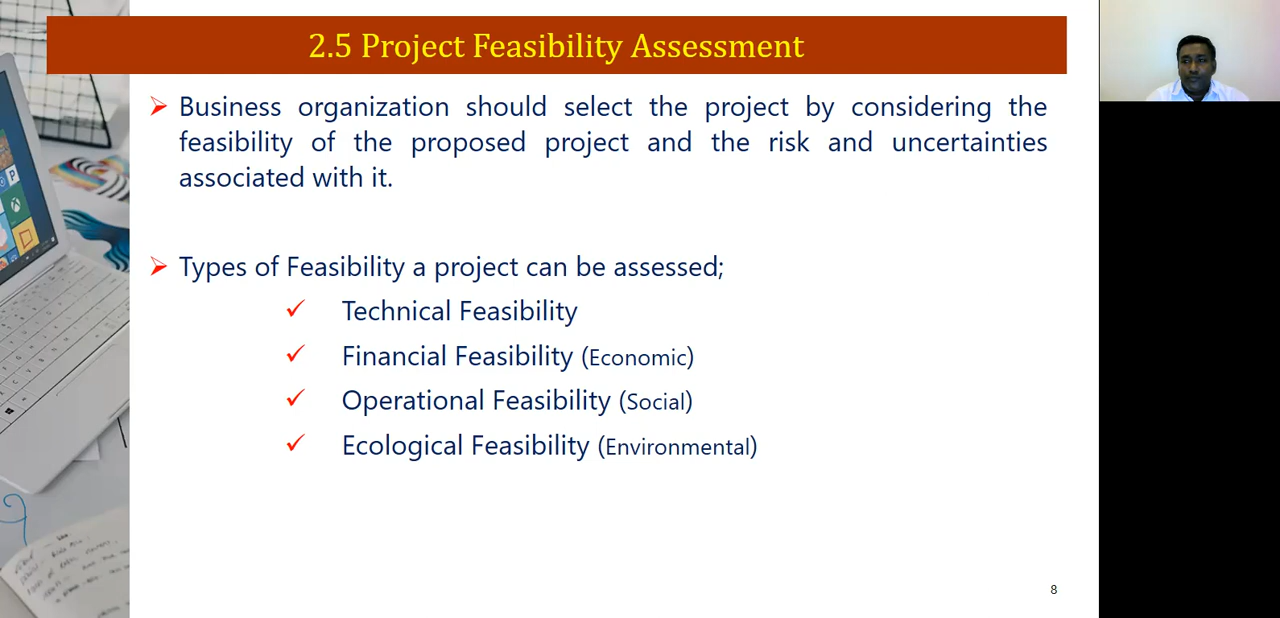 2.5 Project Feasibility Assessment
Business organization should select the project by considering the
feasibility of the proposed project and the risk and uncertainties
associated with it.
Types of Feasibility a project can be assessed;
Technical Feasibility
Financial Feasibility (Economic)
Operational Feasibility (Social)
Ecological Feasibility (Environmental)
8